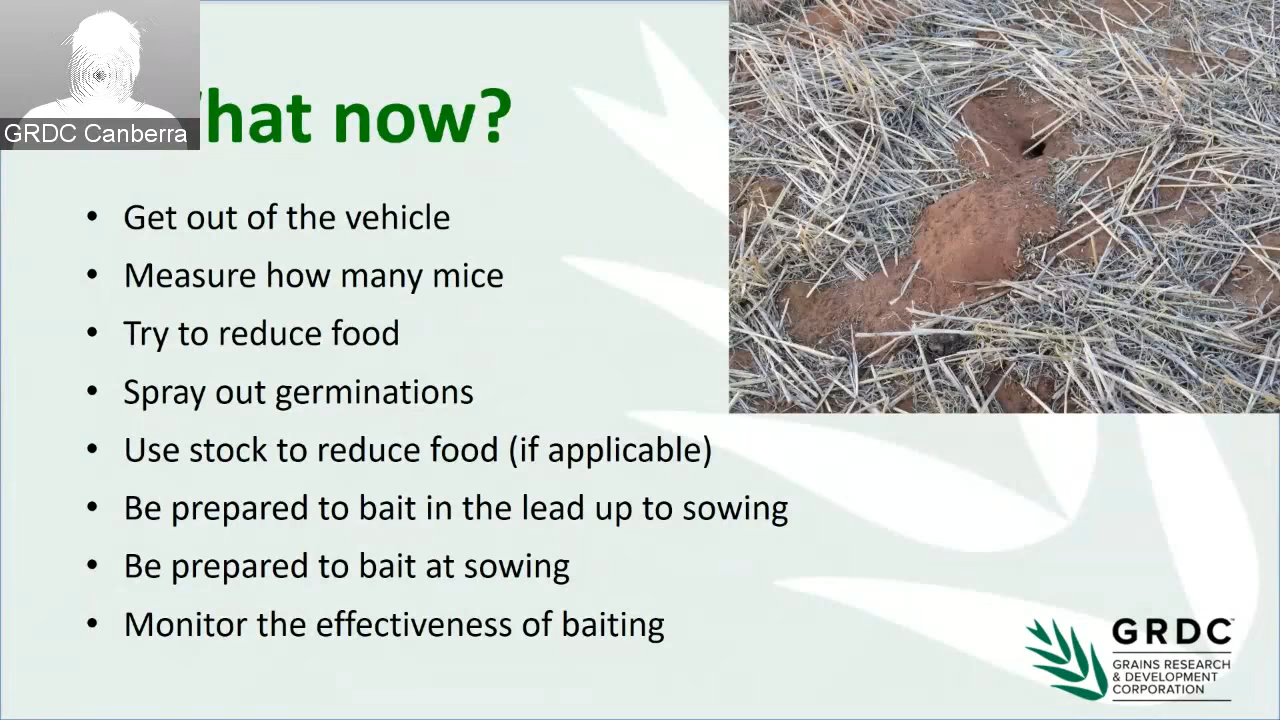 GRDC Canberra
What now?
• Get out of the vehicle
• Measure how many mice
• Try to reduce food
• Spray out germinations
• Use stock to reduce food (if applicable)
• Be prepared to bait in the lead up to sowing
• Be prepared to bait at sowing
• Monitor the effectiveness of baiting
GRDC™
GRAINS RESEARCH
& DEVELOPMENT
CORPORATION